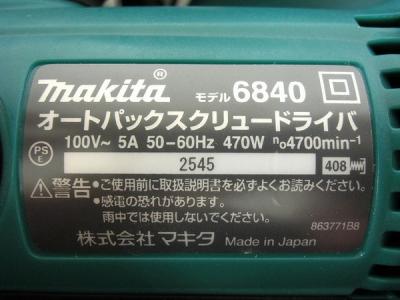 makita® モデル 6840
オートパックスクリュードライバ
100V~ 5A 50-60Hz 470W n₀4700min⁻¹
PS E 2545 408
警告 ●ご使用前に取扱説明書を必ずよくお読みください。
●感電の恐れがあります。
雨中では使用しないでください。
863771B8
株式会社マキタ Made in Japan